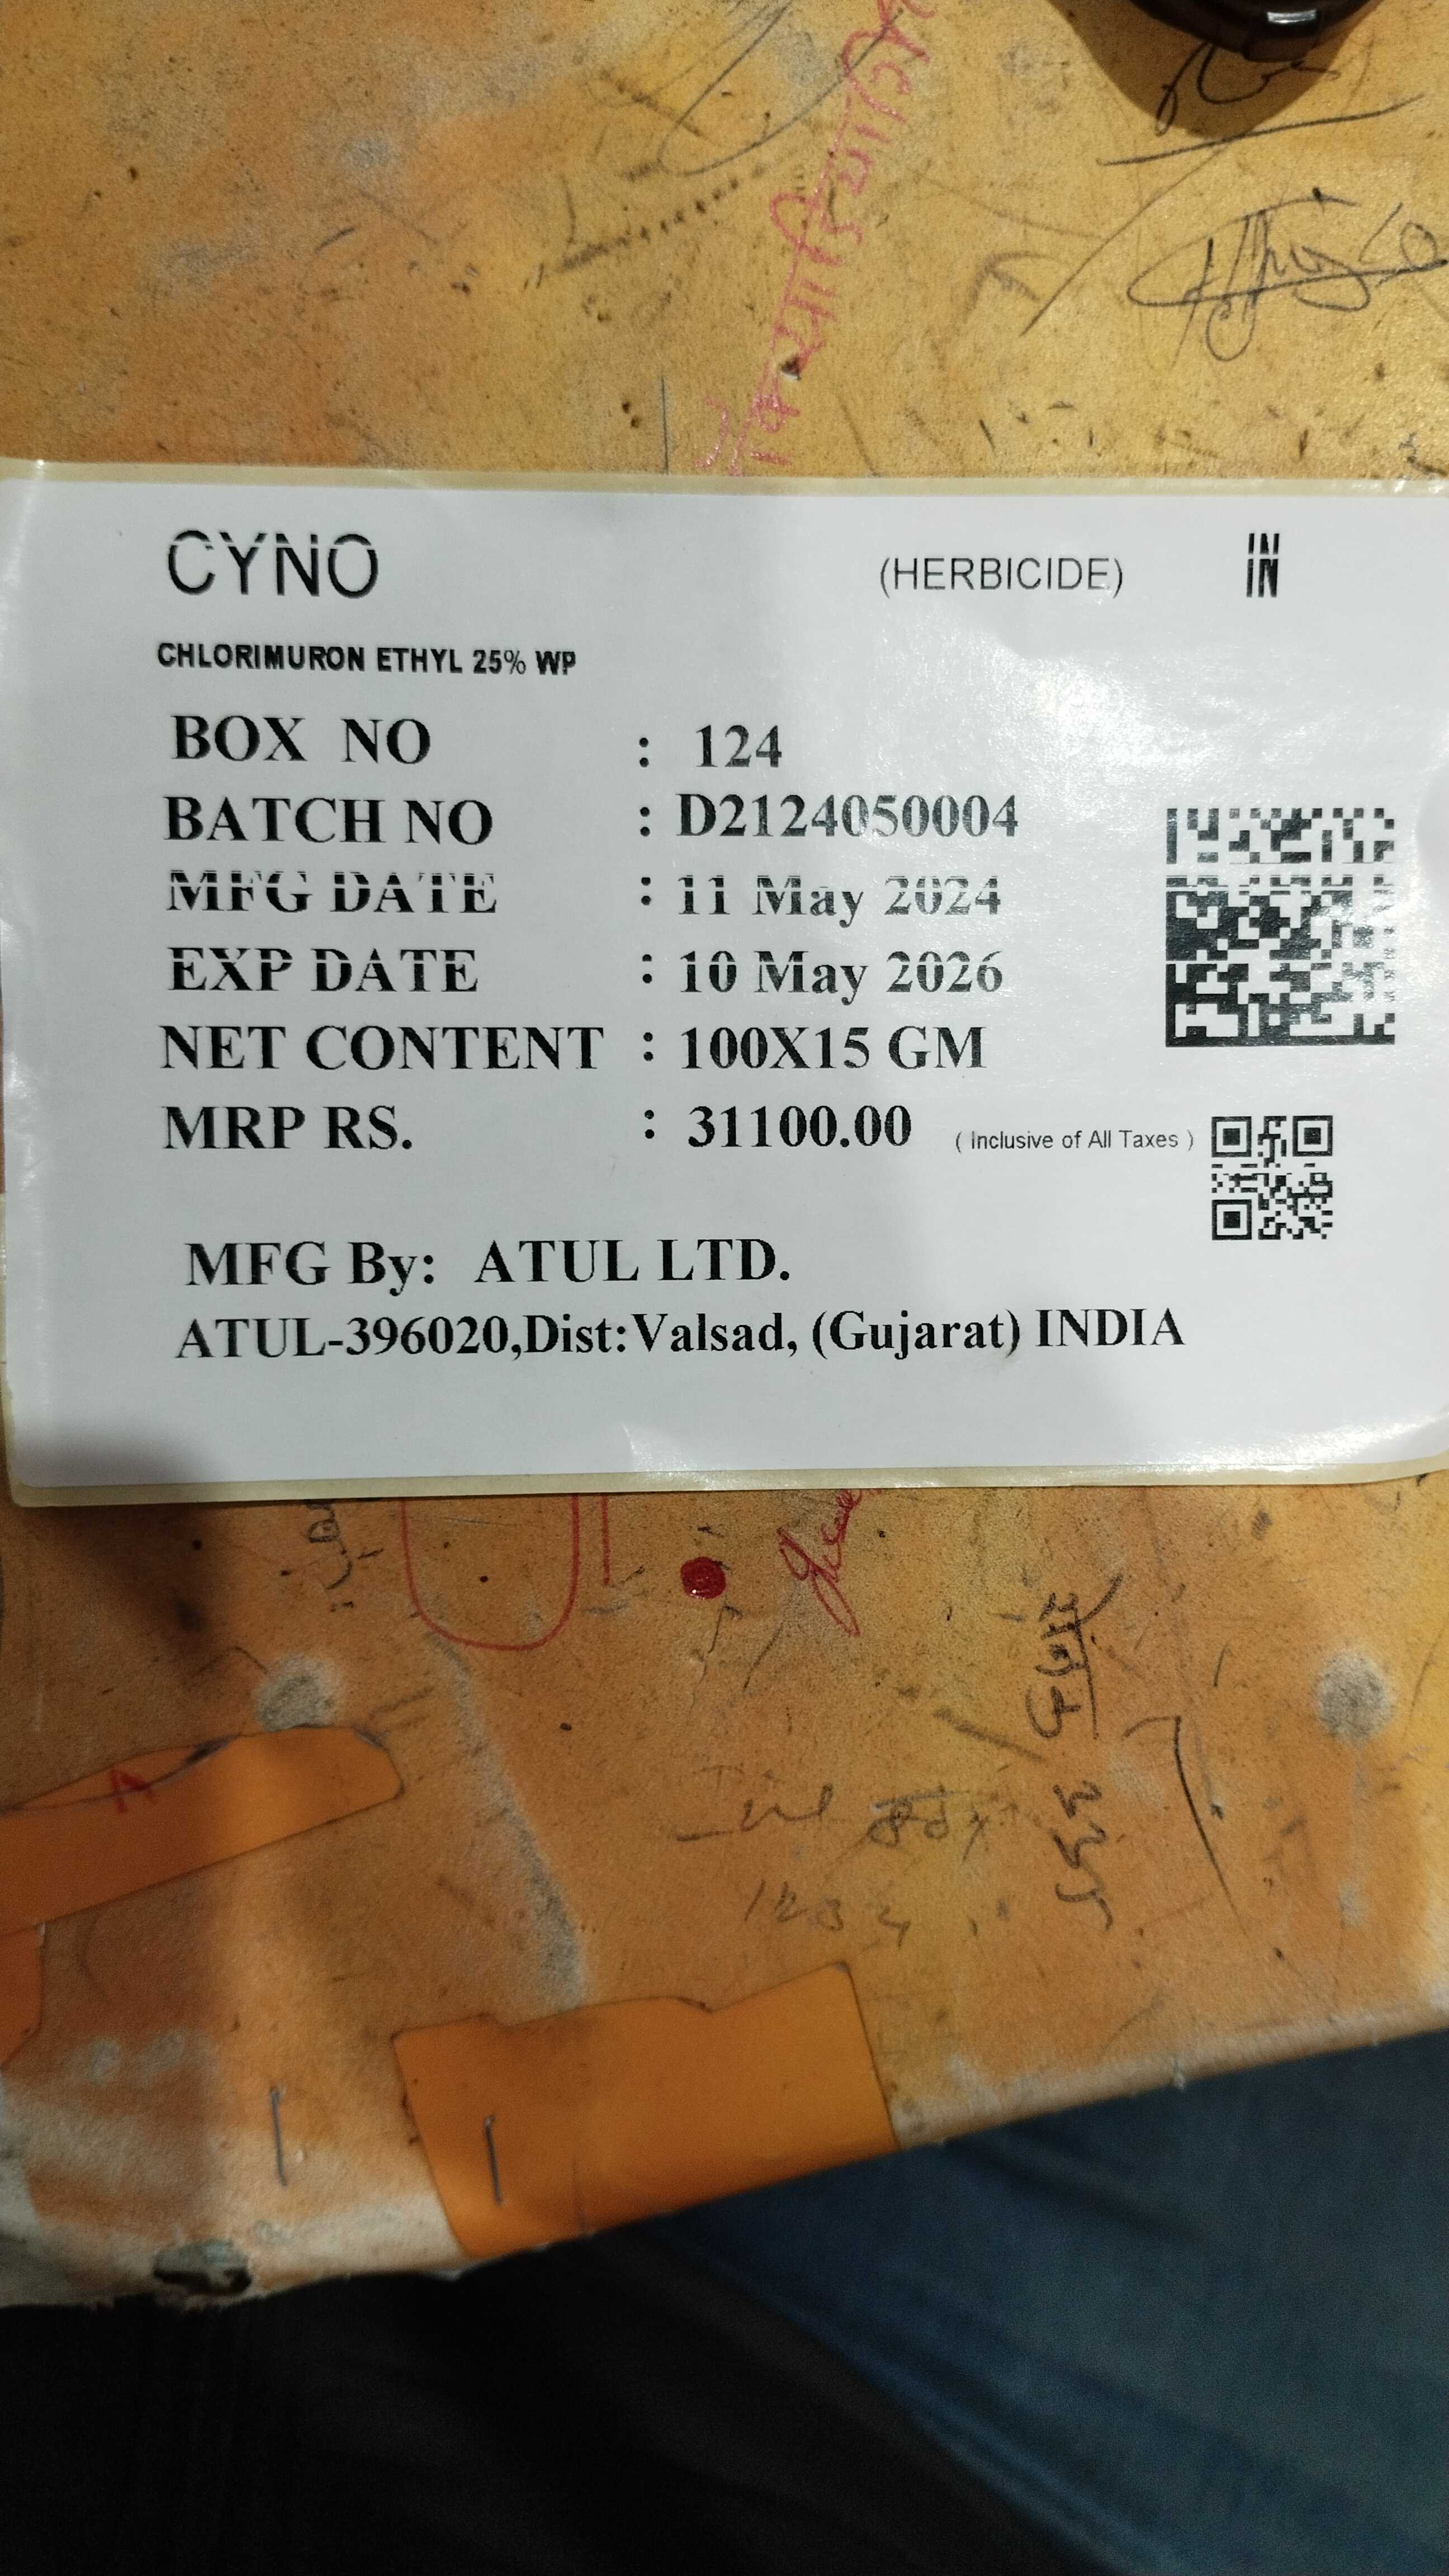 CYNO (HERBICIDE) IN
CHLORIMURON ETHYL 25% WP
BOX NO : 124
BATCH NO : D2124050004
MFG DATE : 11 May 2024
EXP DATE : 10 May 2026
NET CONTENT : 100X15 GM
MRP RS. : 31100.00 ( Inclusive of All Taxes )
MFG By: ATUL LTD.
ATUL-396020,Dist:Valsad, (Gujarat) INDIA